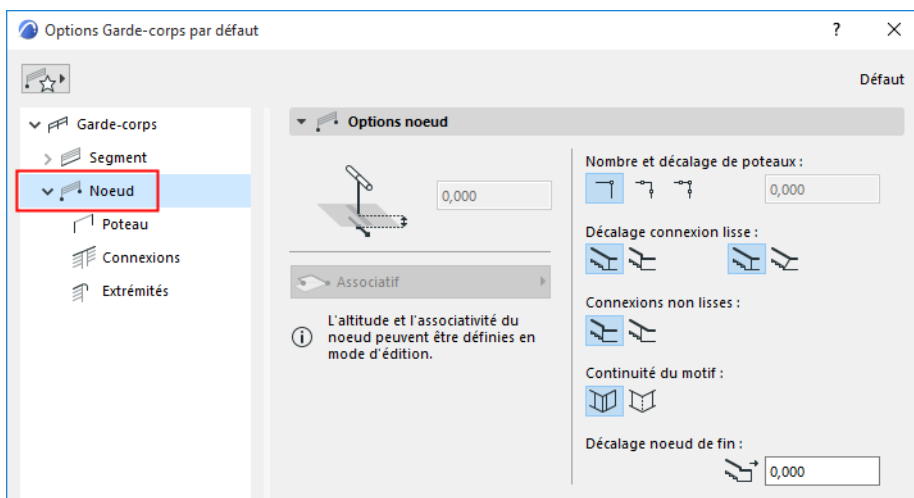 Options Garde-corps par défaut
?
Défaut
Garde-corps
Segment
Noeud
Poteau
Connexions
Extrémités
Options noeud
0,000
Associatif
L'altitude et l'associativité du
noeud peuvent être définies en
mode d'édition.
Nombre et décalage de poteaux :
0,000
Décalage connexion lisse :
Connexions non lisses :
Continuité du motif :
Décalage noeud de fin :
0,000